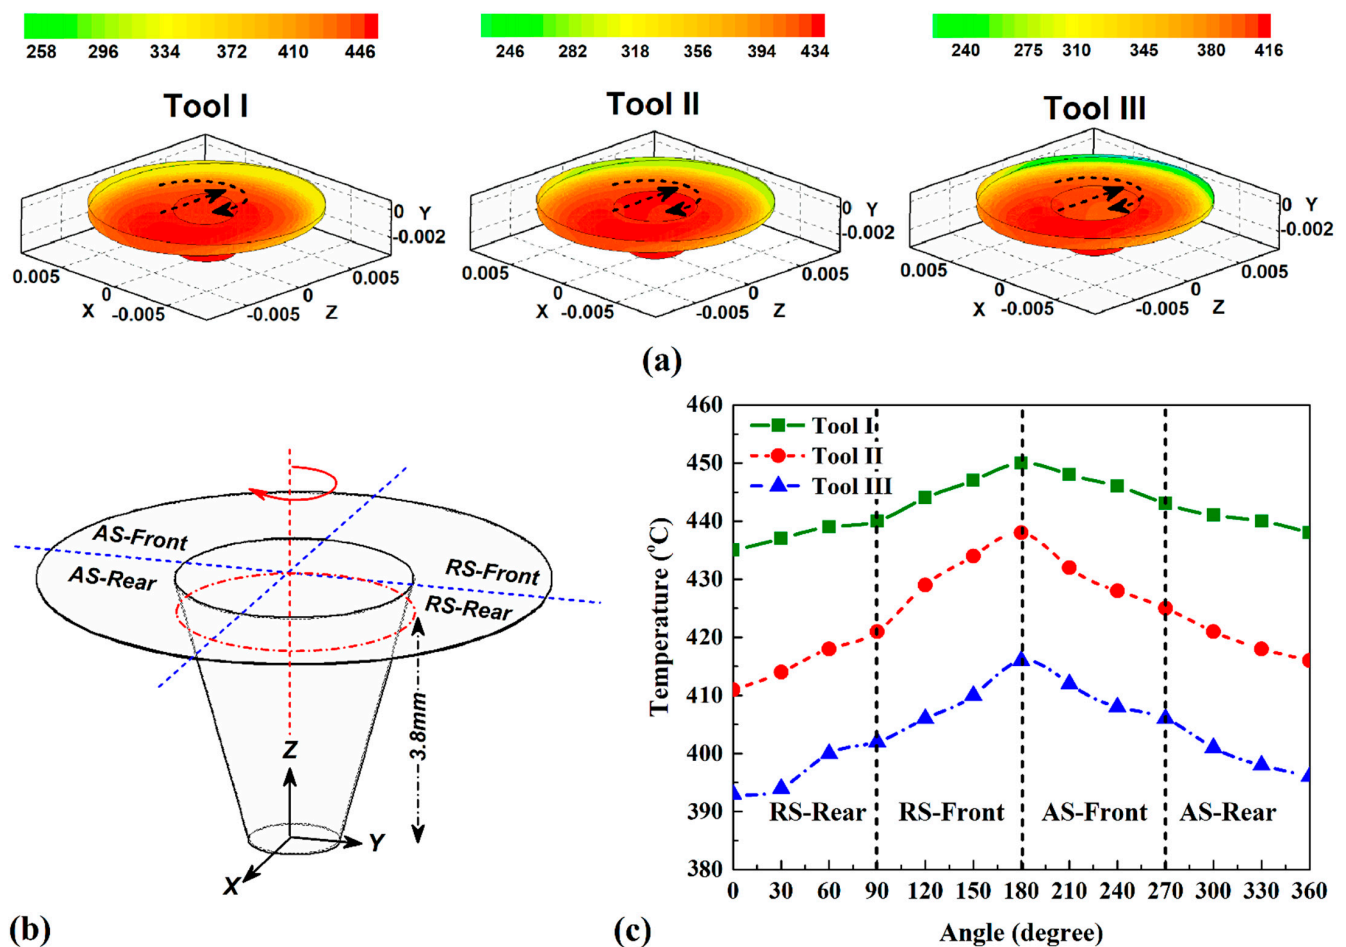 258 296 334 372 410 446
246 282 318 356 394 434
240 275 310 345 380 416
Tool I
Tool II
Tool III
0 Y
-0.002
0.005
0.005
0
0
X -0.005
-0.005 Z
0 Y
-0.002
0.005
0.005
0
0
X -0.005
-0.005 Z
0 Y
-0.002
0.005
0.005
0
0
X -0.005
-0.005 Z
(a)
AS-Front
AS-Rear
RS-Front
RS-Rear
3.8mm
Z
Y
X
(b)
460
450
440
430
420
410
400
390
380
Temperature (°C)
Tool I
Tool II
Tool III
RS-Rear RS-Front AS-Front AS-Rear
0 30 60 90 120 150 180 210 240 270 300 330 360
Angle (degree)
(c)